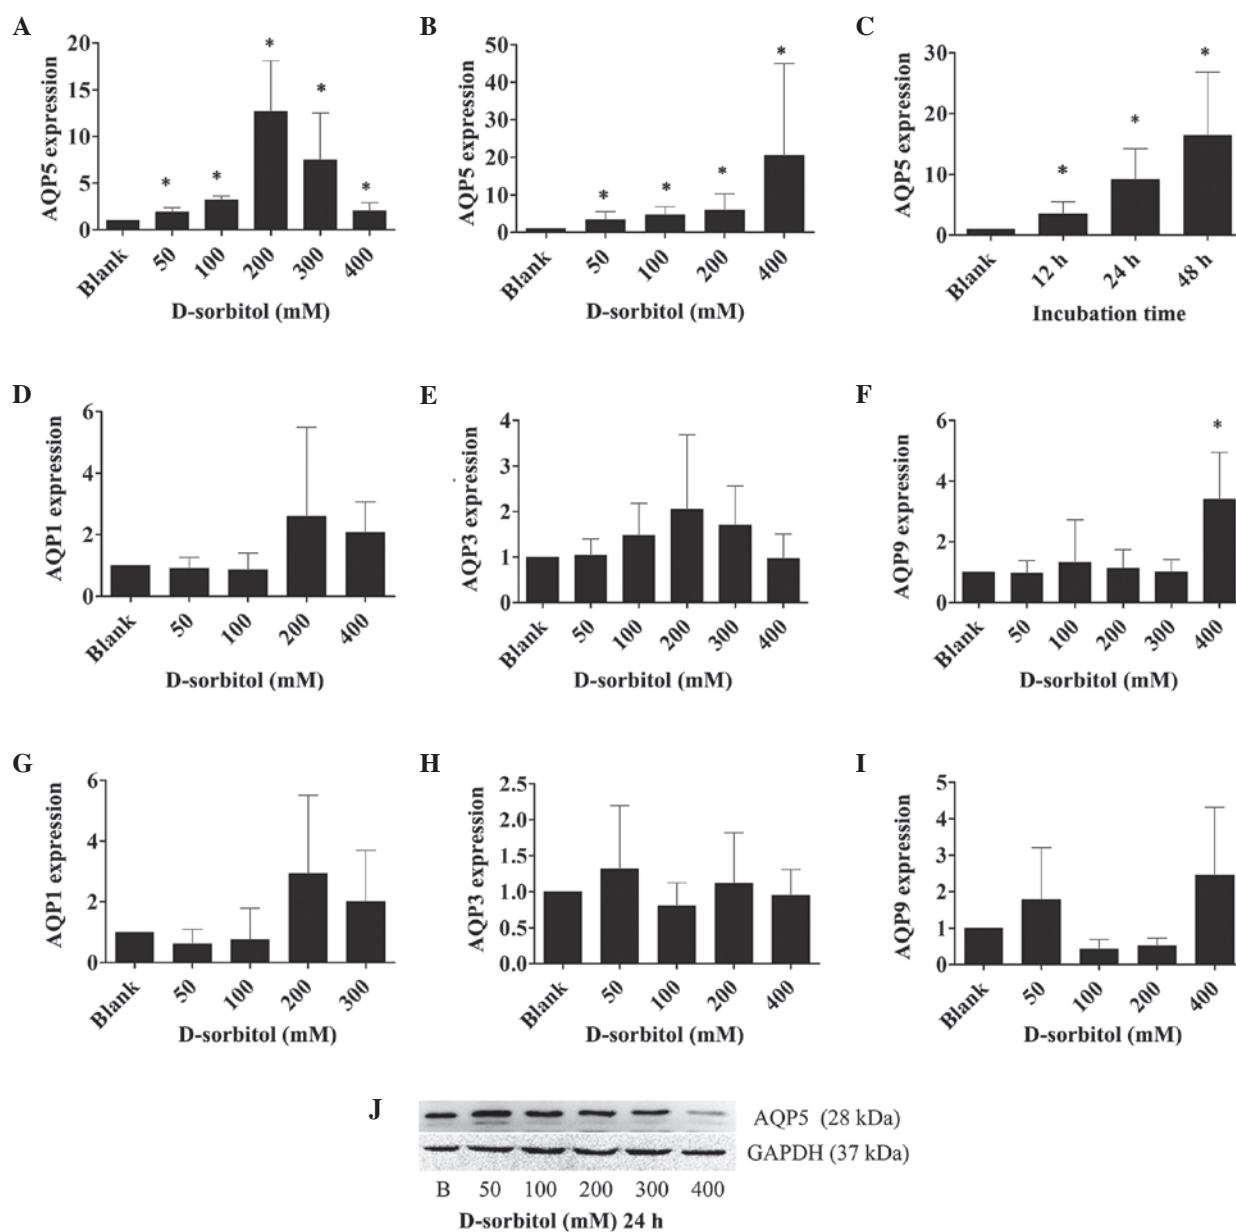 A
AQP5 expression
20
15
10
5
0
*
*
*
*
*
Blank
50
100
200
300
400
D-sorbitol (mM)
B
AQP5 expression
50
40
30
20
10
0
*
*
*
*
Blank
50
100
200
400
D-sorbitol (mM)
C
AQP5 expression
30
20
10
0
*
*
*
Blank
12 h
24 h
48 h
Incubation time
D
AQP1 expression
6
4
2
0
Blank
50
100
200
400
D-sorbitol (mM)
E
AQP3 expression
4
3
2
1
0
Blank
50
100
200
300
400
D-sorbitol (mM)
F
AQP9 expression
6
4
2
0
*
Blank
50
100
200
300
400
D-sorbitol (mM)
G
AQP1 expression
6
4
2
0
Blank
50
100
200
300
D-sorbitol (mM)
H
AQP3 expression
2.5
2.0
1.5
1.0
0.5
0.0
Blank
50
100
200
400
D-sorbitol (mM)
I
AQP9 expression
5
4
3
2
1
0
Blank
50
100
200
400
D-sorbitol (mM)
J
AQP5 (28 kDa)
GAPDH (37 kDa)
B 50 100 200 300 400
D-sorbitol (mM) 24 h